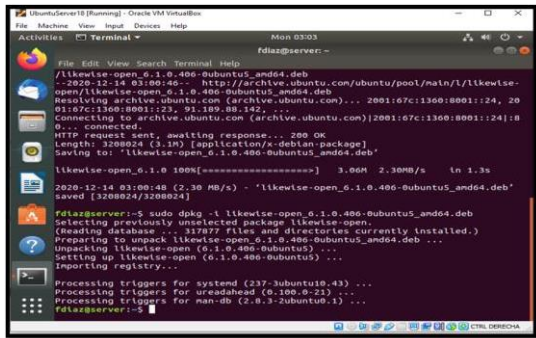 UbuntuServer18 [Running] - Oracle VM VirtualBox
File Machine View Input Devices Help
Activities Terminal Mon 03:03
fdiaz@server: ~
File Edit View Search Terminal Help
/likewise-open_6.1.0.406-0ubuntu5_amd64.deb
--2020-12-14 03:00:46-- http://archive.ubuntu.com/ubuntu/pool/main/l/likewise-
open/likewise-open_6.1.0.406-0ubuntu5_amd64.deb
Resolving archive.ubuntu.com (archive.ubuntu.com)... 2001:67c:1360:8001::24, 20
01:67c:1360:8001::23, 91.189.88.142, ...
Connecting to archive.ubuntu.com (archive.ubuntu.com)|2001:67c:1360:8001::24|:8
0... connected.
HTTP request sent, awaiting response... 200 OK
Length: 3208024 (3.1M) [application/x-debian-package]
Saving to: ‘likewise-open_6.1.0.406-0ubuntu5_amd64.deb’
likewise-open_6.1.0 100%[===================>] 3.06M 2.30MB/s in 1.3s
2020-12-14 03:00:48 (2.30 MB/s) - ‘likewise-open_6.1.0.406-0ubuntu5_amd64.deb’
saved [3208024/3208024]
fdiaz@server:~$ sudo dpkg -i likewise-open_6.1.0.406-0ubuntu5_amd64.deb
Selecting previously unselected package likewise-open.
(Reading database ... 317877 files and directories currently installed.)
Preparing to unpack likewise-open_6.1.0.406-0ubuntu5_amd64.deb ...
Unpacking likewise-open (6.1.0.406-0ubuntu5) ...
Setting up likewise-open (6.1.0.406-0ubuntu5) ...
Importing registry...
Processing triggers for systemd (237-3ubuntu10.43) ...
Processing triggers for ureadahead (0.100.0-21) ...
Processing triggers for man-db (2.8.3-2ubuntu0.1) ...
fdiaz@server:~$
CTRL DERECHA